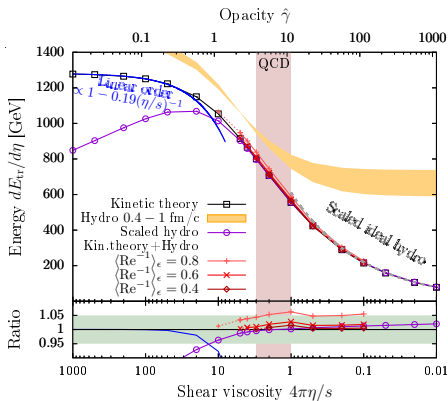 Opacity γ̂
0.1 1 10 100 1000
1400
1200
1000
800
600
400
200
Energy dE_tr/dη [GeV]
QCD
Linear order
× 1 − 0.19(η/s)^−1
Scaled ideal hydro
Kinetic theory
Hydro 0.4 − 1 fm/c
Scaled hydro
Kin.theory+Hydro
⟨Re^−1⟩_ϵ = 0.8
⟨Re^−1⟩_ϵ = 0.6
⟨Re^−1⟩_ϵ = 0.4
Ratio
1.05
1
0.95
1000 100 10 1 0.1 0.01
Shear viscosity 4πη/s